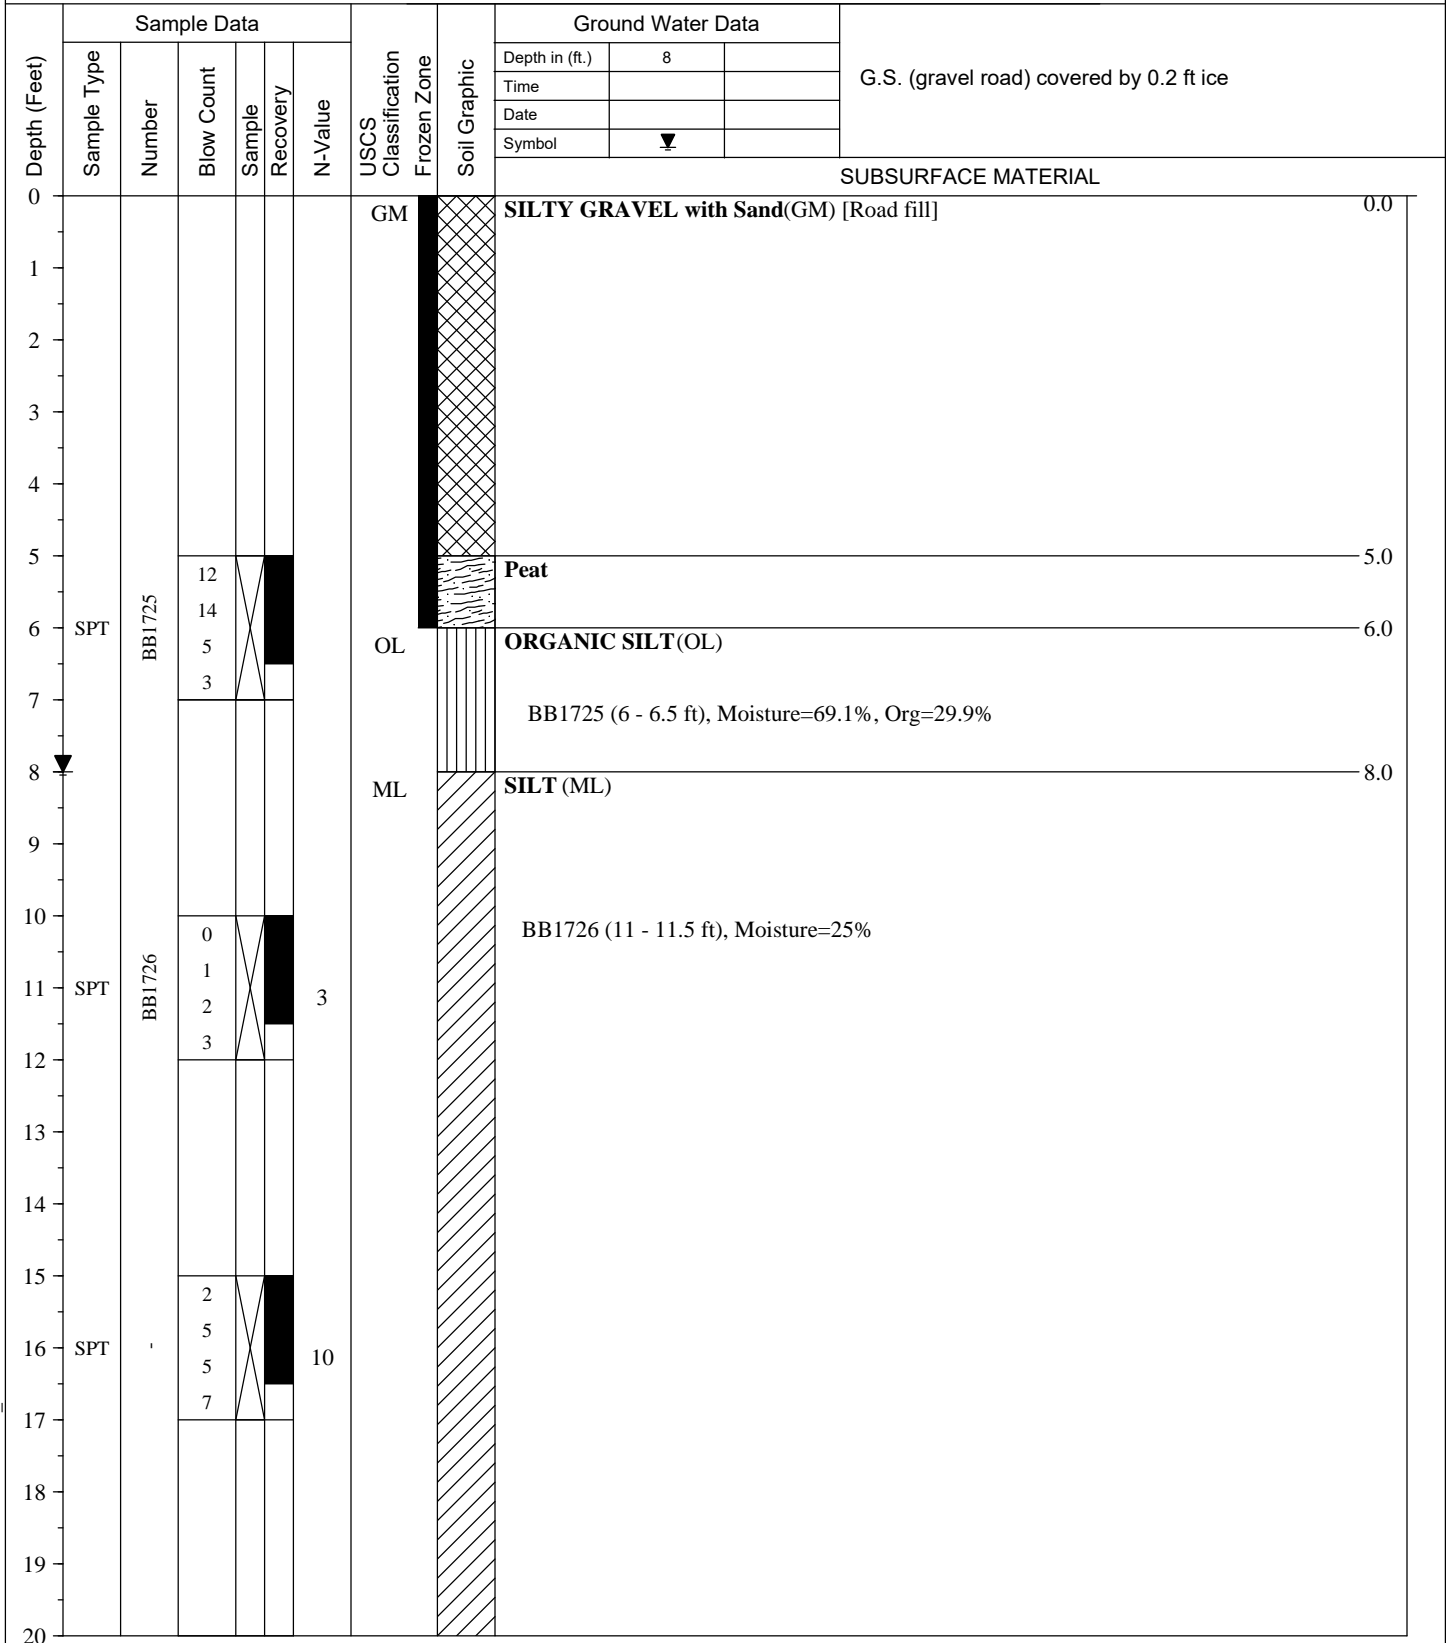 Sample Data
Ground Water Data
Depth (Feet)
Sample Type
Number
Blow Count
Sample
Recovery
N-Value
USCS
Classification
Frozen Zone
Soil Graphic
Depth in (ft.) 8
Time
Date
Symbol
G.S. (gravel road) covered by 0.2 ft ice
SUBSURFACE MATERIAL
0 GM SILTY GRAVEL with Sand(GM) [Road fill] 0.0
1
2
3
4
5 5.0
12 Peat
14
6 SPT BB1725 6.0
5 OL ORGANIC SILT(OL)
3
7
BB1725 (6 - 6.5 ft), Moisture=69.1%, Org=29.9%
8 8.0
ML SILT (ML)
9
10
0 BB1726 (11 - 11.5 ft), Moisture=25%
1
11 SPT BB1726 3
2
3
12
13
14
15
2
5
16 SPT - 10
5
7
17
18
19
20